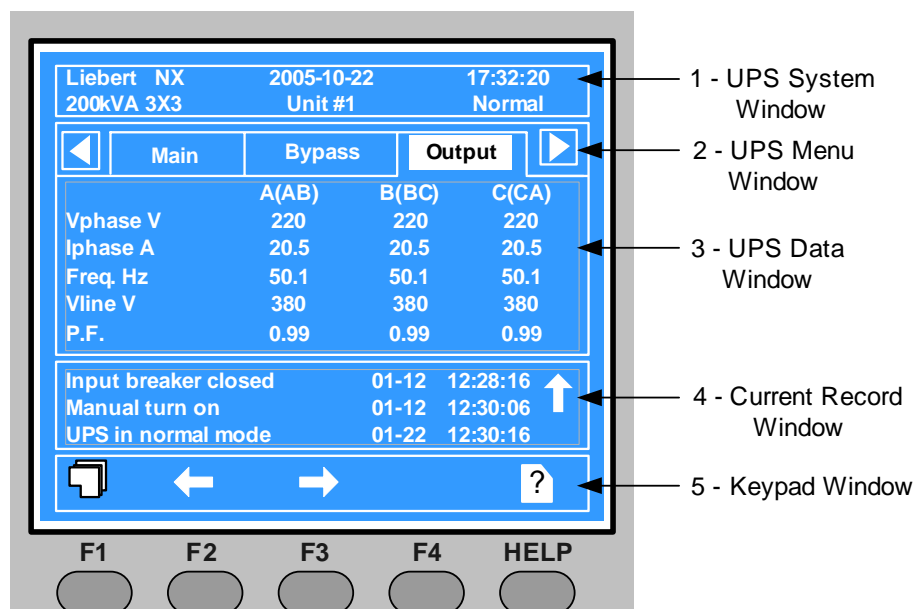 Liebert NX 2005-10-22 17:32:20
200kVA 3X3 Unit #1 Normal
Main Bypass Output
A(AB) B(BC) C(CA)
Vphase V 220 220 220
Iphase A 20.5 20.5 20.5
Freq. Hz 50.1 50.1 50.1
Vline V 380 380 380
P.F. 0.99 0.99 0.99
Input breaker closed 01-12 12:28:16
Manual turn on 01-12 12:30:06
UPS in normal mode 01-22 12:30:16
?
F1 F2 F3 F4 HELP
1 - UPS System
Window
2 - UPS Menu
Window
3 - UPS Data
Window
4 - Current Record
Window
5 - Keypad Window